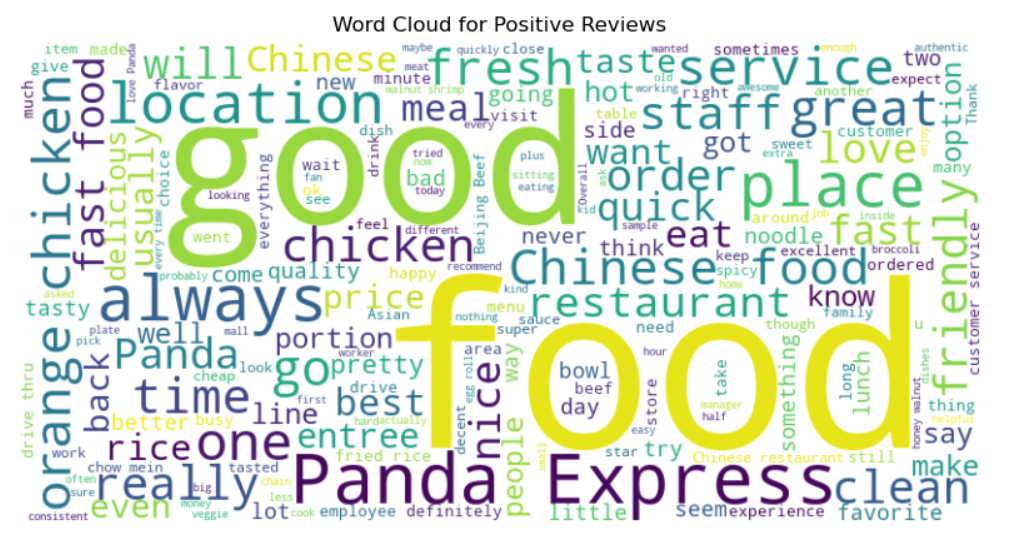 Word Cloud for Positive Reviews
item made love Panda will Chinese maybe quickly close sometimes enough authentic
give much food flavor new minute meat fresh taste wanted service two expect
walnut shrimp old working right awesome another Thank
location meal going visit hot staff great option
fast delicious usually choice good every side table customer love enjoy
dish drink want got sweet many
chicken everything wait tried now plus Overall ask order extra
fan ok see bad today sitting eating
looking kid place
every time feel different Beijing Beef quick around job inside friendly
went chicken never sample eat noodle fast
think keep excellent broccoli
probably come quality happy recommend Chinese food spicy ordered customer service
tasty asked always price Asian kind home
menu restaurant know
nothing sauce family
orange plate well mall portion super need though u
pick Panda look worker area way hour something long dishes
back cheap go pretty egg roll bowl take lunch
time drive beef
first best nice day store manager thing
drive thru better busy line hard actually decent half honey walnut helpful
work rice one entree people easy say
fried rice small star try Chinese restaurant still
chow mein tasted make
often sure really big chain Panda Express clean
less
even money veggie lot cook employee definitely little seem experience favorite
consistent